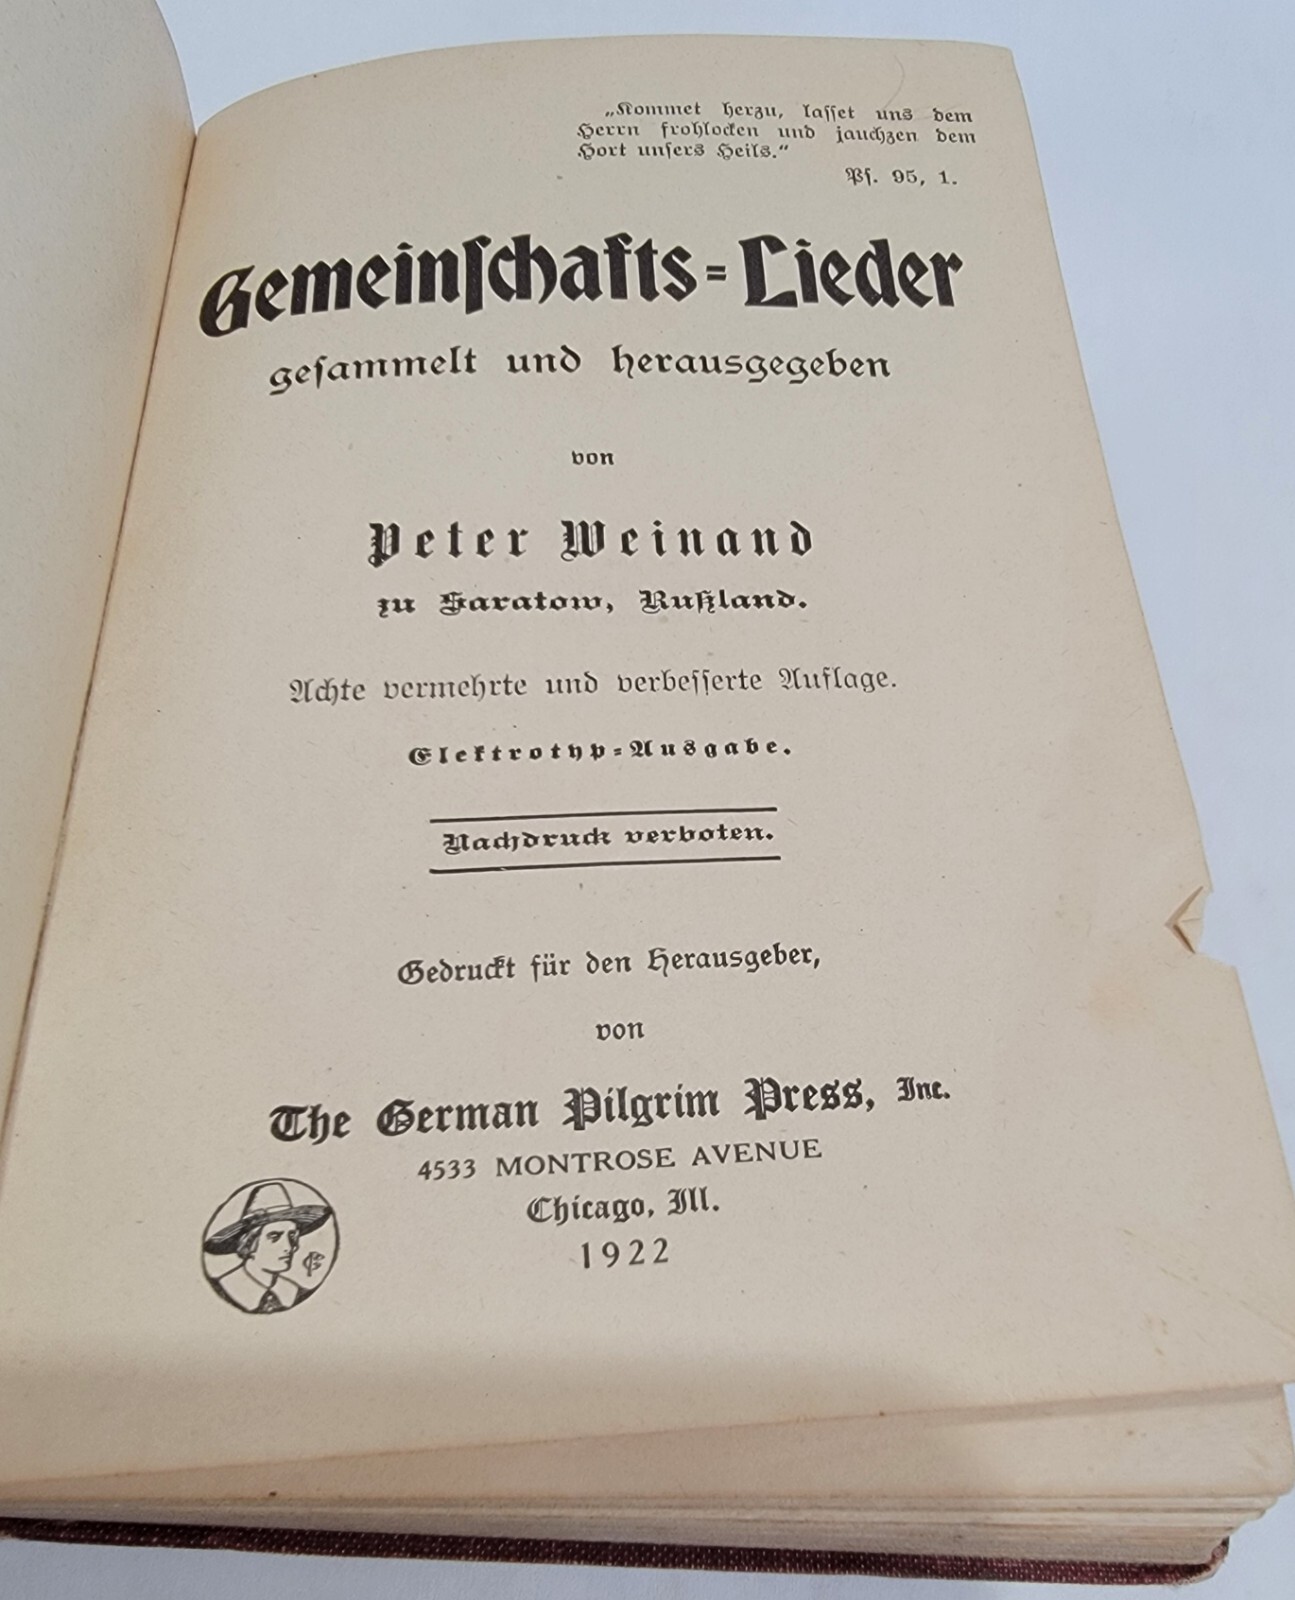 „Kommet herzu, laſſet uns dem
Herrn frohlocken und jauchzen dem
Hort unſers Heils.“
Pſ. 95, 1.
Gemeinſchafts=Lieder
geſammelt und herausgegeben
von
Peter Weinand
zu Saratow, Rußland.
Achte vermehrte und verbeſſerte Auflage.
Elektrotyp=Ausgabe.
Nachdruck verboten.
Gedruckt für den Herausgeber,
von
The German Pilgrim Press, Inc.
4533 MONTROSE AVENUE
Chicago, Ill.
1922